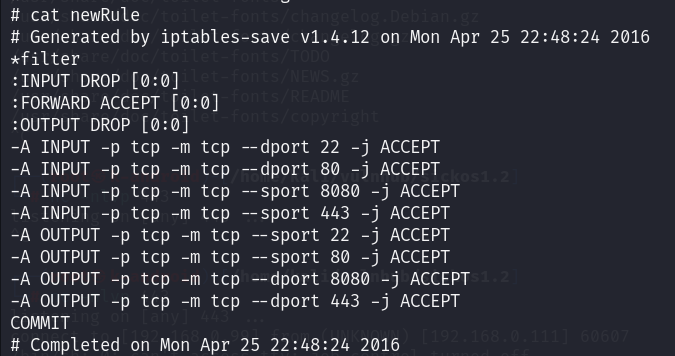 # cat newRule
# Generated by iptables-save v1.4.12 on Mon Apr 25 22:48:24 2016
*filter
:INPUT DROP [0:0]
:FORWARD ACCEPT [0:0]
:OUTPUT DROP [0:0]
-A INPUT -p tcp -m tcp --dport 22 -j ACCEPT
-A INPUT -p tcp -m tcp --dport 80 -j ACCEPT
-A INPUT -p tcp -m tcp --sport 8080 -j ACCEPT
-A INPUT -p tcp -m tcp --sport 443 -j ACCEPT
-A OUTPUT -p tcp -m tcp --sport 22 -j ACCEPT
-A OUTPUT -p tcp -m tcp --sport 80 -j ACCEPT
-A OUTPUT -p tcp -m tcp --dport 8080 -j ACCEPT
-A OUTPUT -p tcp -m tcp --dport 443 -j ACCEPT
COMMIT
# Completed on Mon Apr 25 22:48:24 2016